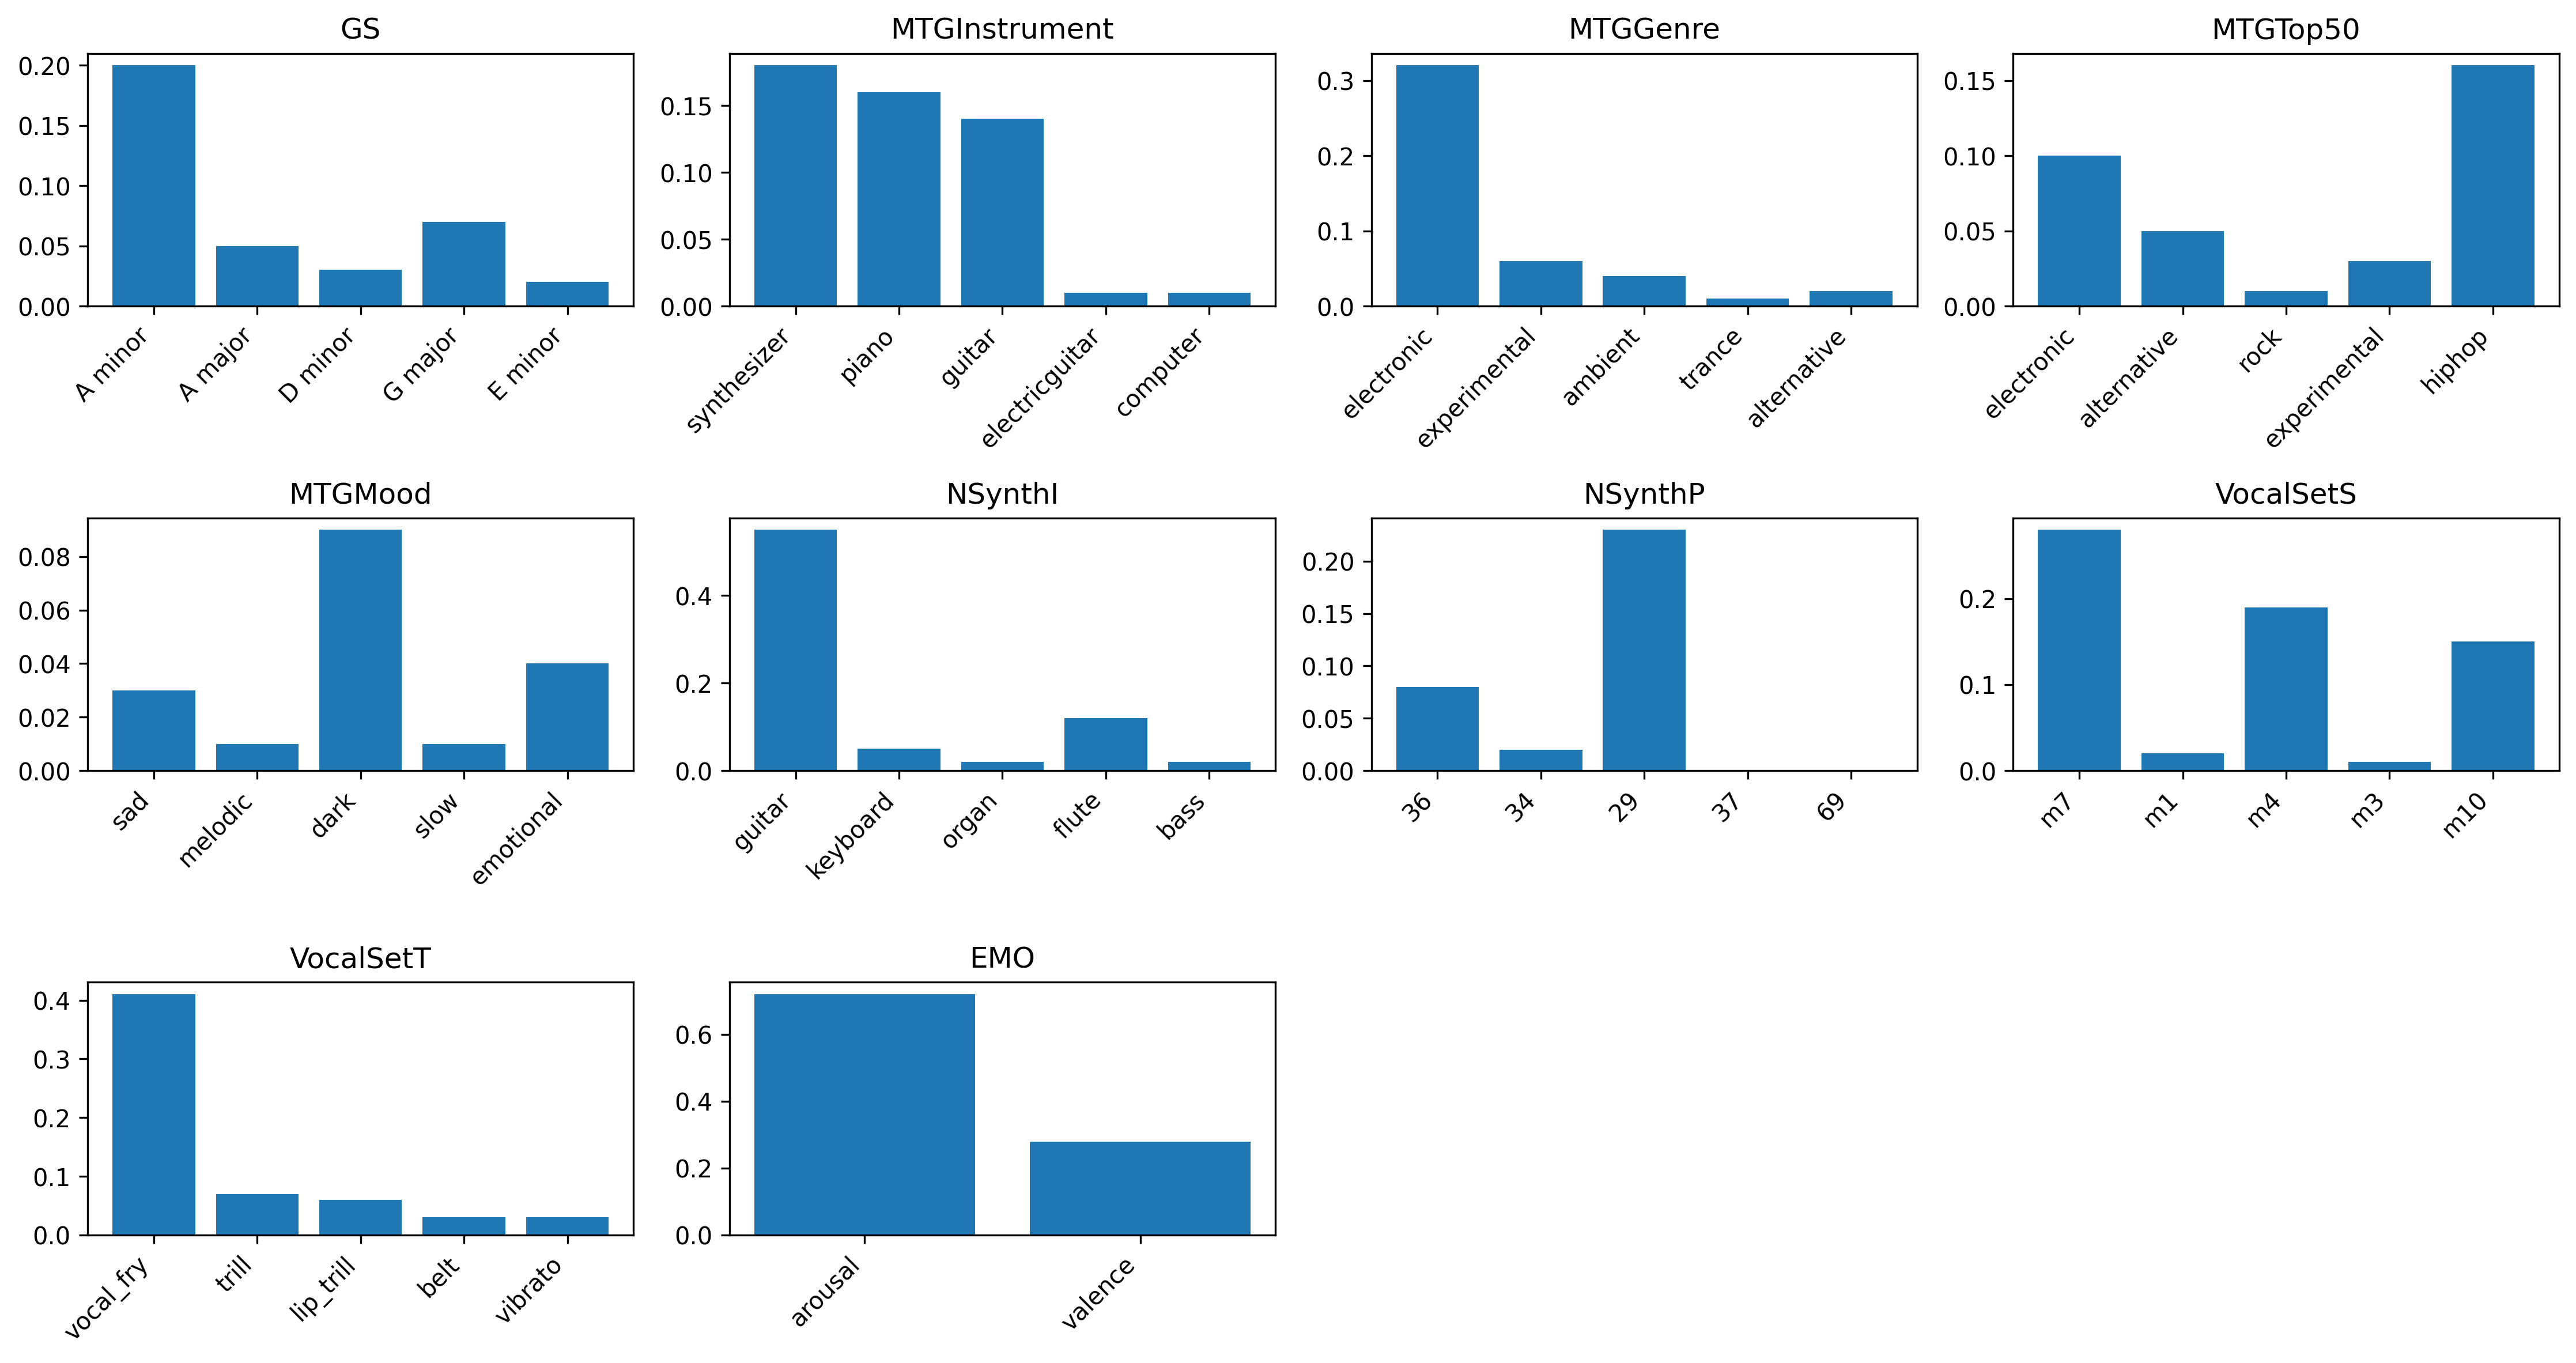 GS
0.20
0.15
0.10
0.05
0.00
A minor
A major
D minor
G major
E minor
MTGInstrument
0.15
0.10
0.05
0.00
synthesizer
piano
guitar
electricguitar
computer
MTGGenre
0.3
0.2
0.1
0.0
electronic
experimental
ambient
trance
alternative
MTGTop50
0.15
0.10
0.05
0.00
electronic
alternative
rock
experimental
hiphop
MTGMood
0.08
0.06
0.04
0.02
0.00
sad
melodic
dark
slow
emotional
NSynthI
0.4
0.2
0.0
guitar
keyboard
organ
flute
bass
NSynthP
0.20
0.15
0.10
0.05
0.00
36
34
29
37
69
VocalSetS
0.2
0.1
0.0
m7
m1
m4
m3
m10
VocalSetT
0.4
0.3
0.2
0.1
0.0
vocal_fry
trill
lip_trill
belt
vibrato
EMO
0.6
0.4
0.2
0.0
arousal
valence